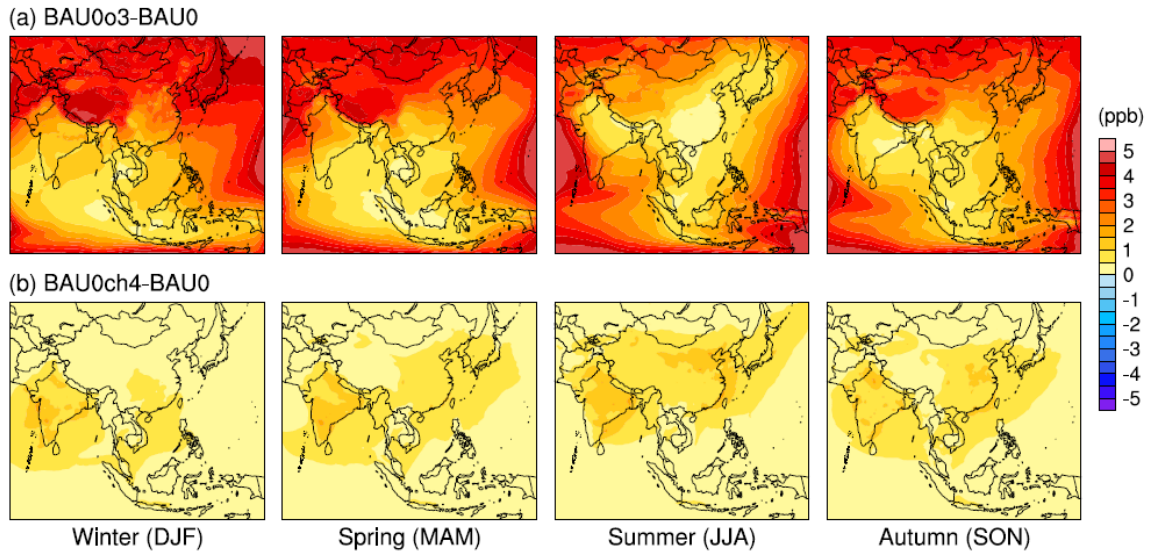 (a) BAU0o3-BAU0
(ppb)
5
4
3
2
1
0
-1
-2
-3
-4
-5
(b) BAU0ch4-BAU0
Winter (DJF) Spring (MAM) Summer (JJA) Autumn (SON)